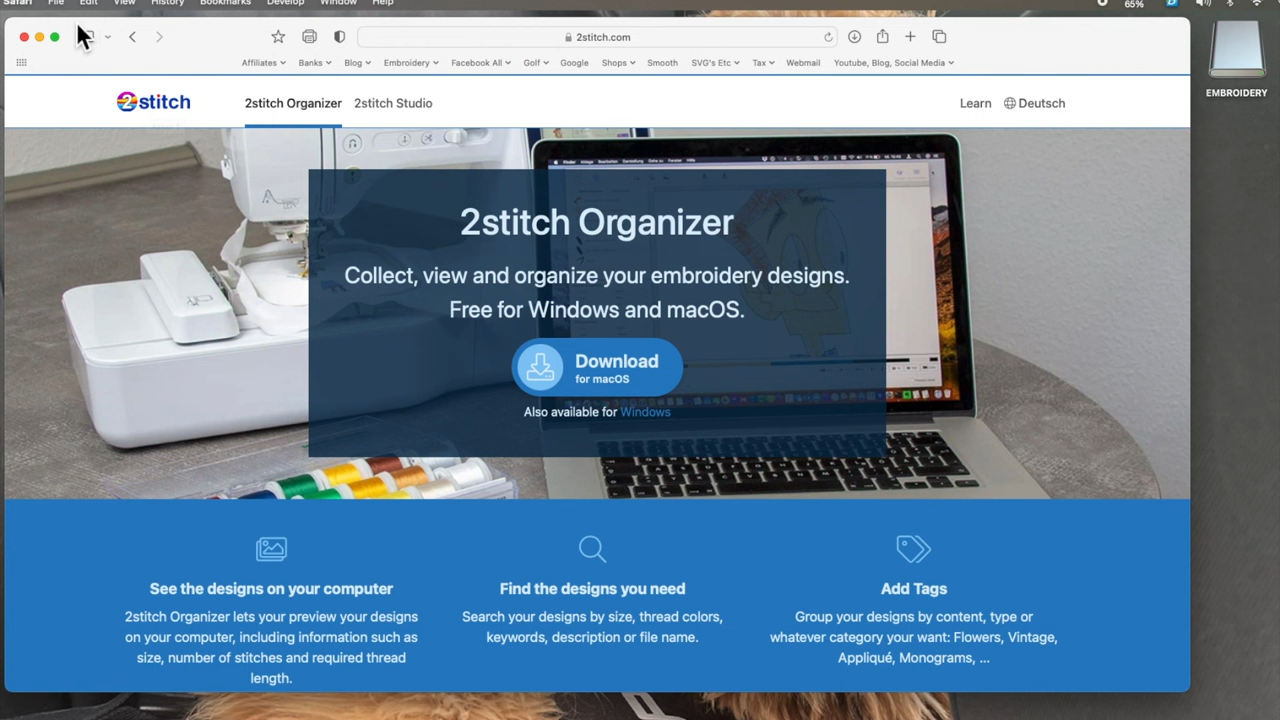 Safari File Edit View History Bookmarks Develop Window Help 65%
2stitch.com
Affiliates Banks Blog Embroidery Facebook All Golf Google Shops Smooth SVG's Etc Tax Webmail Youtube, Blog, Social Media
EMBROIDERY
2stitch 2stitch Organizer 2stitch Studio Learn Deutsch
2stitch Organizer
Collect, view and organize your embroidery designs.
Free for Windows and macOS.
Download
for macOS
Also available for Windows
See the designs on your computer
2stitch Organizer lets your preview your designs
on your computer, including information such as
size, number of stitches and required thread
length.
Find the designs you need
Search your designs by size, thread colors,
keywords, description or file name.
Add Tags
Group your designs by content, type or
whatever category your want: Flowers, Vintage,
Appliqué, Monograms, ...